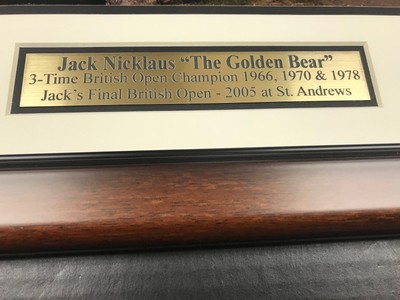 Jack Nicklaus "The Golden Bear"
3-Time British Open Champion 1966, 1970 & 1978
Jack's Final British Open - 2005 at St. Andrews